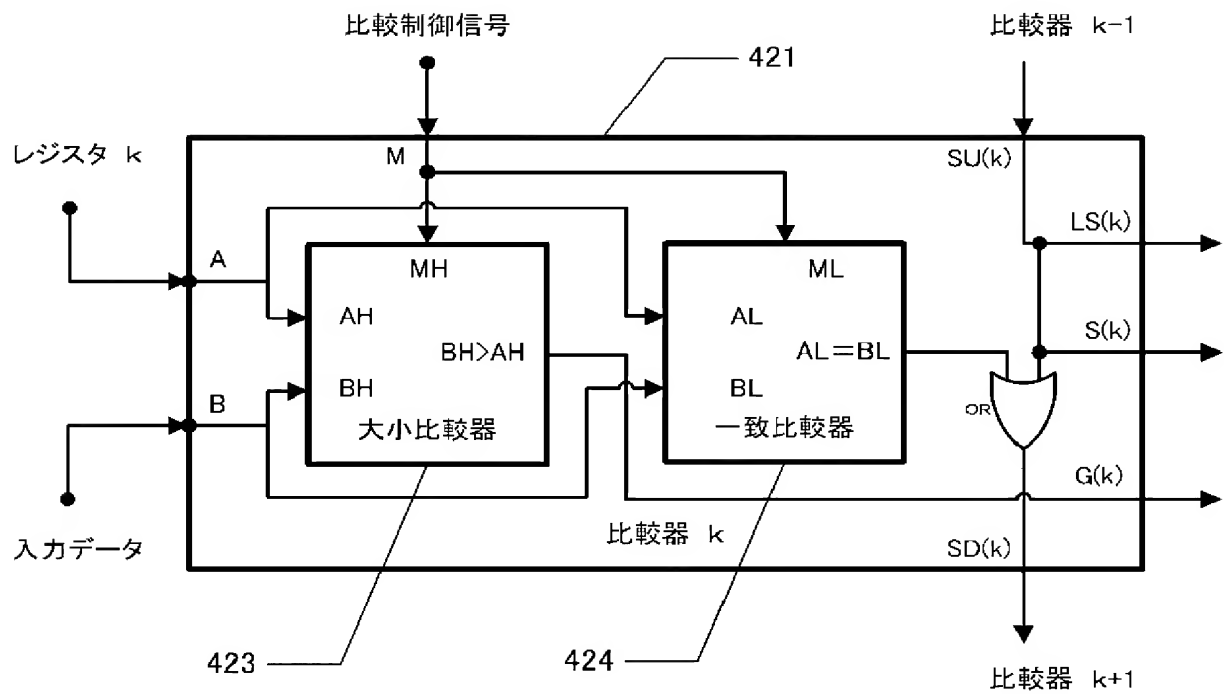 比較制御信号
比較器 k-1
421
レジスタ k
M
SU(k)
LS(k)
A
MH
ML
AH
AL
S(k)
BH>AH
AL=BL
BH
BL
OR
B
大小比較器
一致比較器
G(k)
入力データ
比較器 k
SD(k)
423
424
比較器 k+1